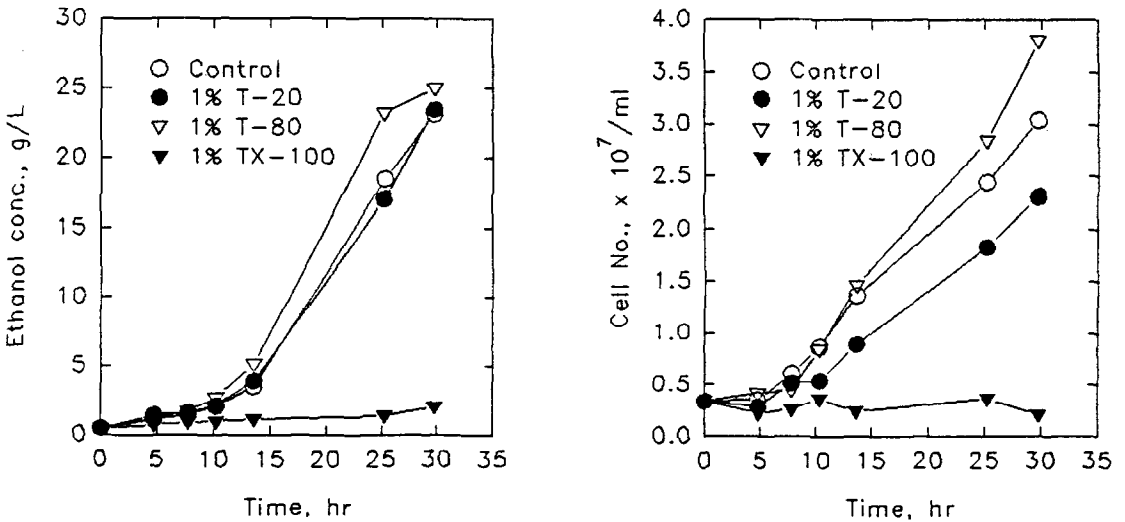 30
25
20
15
10
5
0
Ethanol conc., g/L
Control
1% T-20
1% T-80
1% TX-100
0 5 10 15 20 25 30 35
Time, hr
4.0
3.5
3.0
2.5
2.0
1.5
1.0
0.5
0.0
Cell No., x 10⁷/ml
Control
1% T-20
1% T-80
1% TX-100
0 5 10 15 20 25 30 35
Time, hr